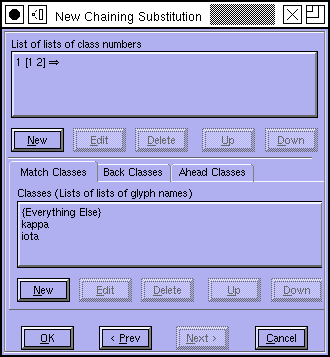 New Chaining Substitution
List of lists of class numbers
1 [1 2] ⇒
New Edit Delete Up Down
Match Classes Back Classes Ahead Classes
Classes (Lists of lists of glyph names)
{Everything Else}
kappa
iota
New Edit Delete Up Down
OK < Prev Next > Cancel